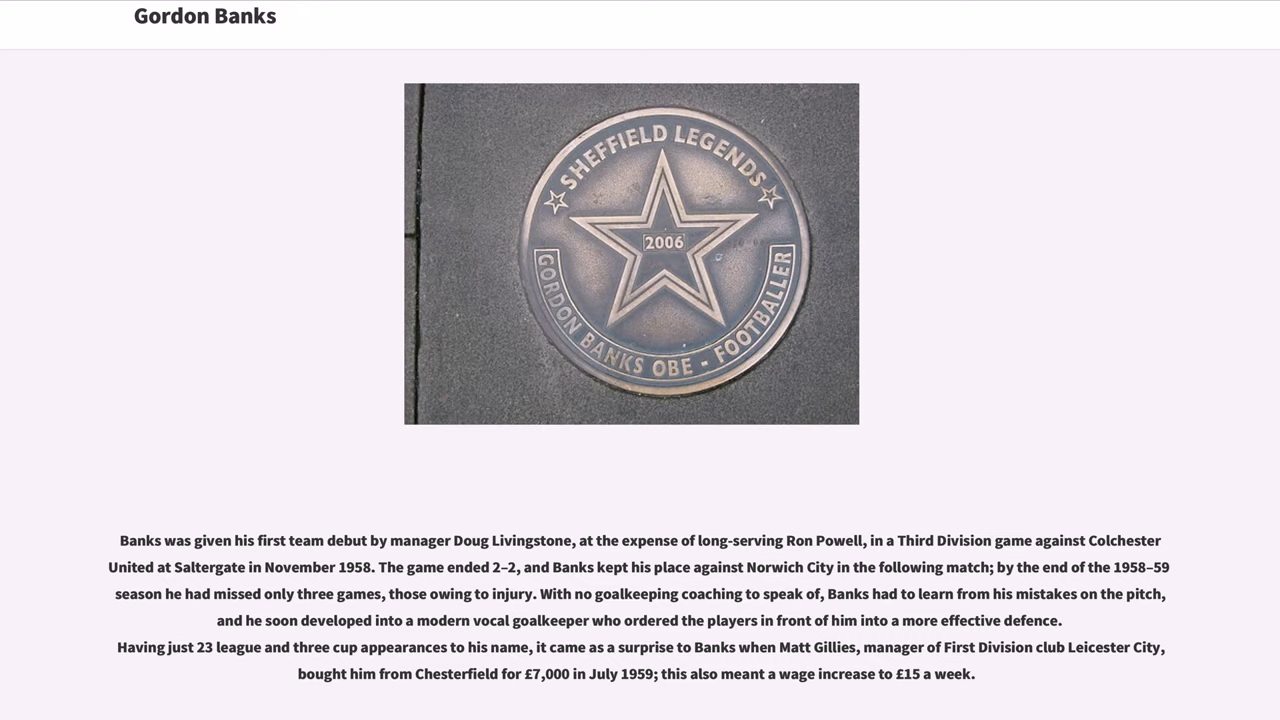 Gordon Banks
SHEFFIELD LEGENDS
2006
GORDON BANKS OBE - FOOTBALLER
Banks was given his first team debut by manager Doug Livingstone, at the expense of long-serving Ron Powell, in a Third Division game against Colchester
United at Saltergate in November 1958. The game ended 2–2, and Banks kept his place against Norwich City in the following match; by the end of the 1958–59
season he had missed only three games, those owing to injury. With no goalkeeping coaching to speak of, Banks had to learn from his mistakes on the pitch,
and he soon developed into a modern vocal goalkeeper who ordered the players in front of him into a more effective defence.
Having just 23 league and three cup appearances to his name, it came as a surprise to Banks when Matt Gillies, manager of First Division club Leicester City,
bought him from Chesterfield for £7,000 in July 1959; this also meant a wage increase to £15 a week.